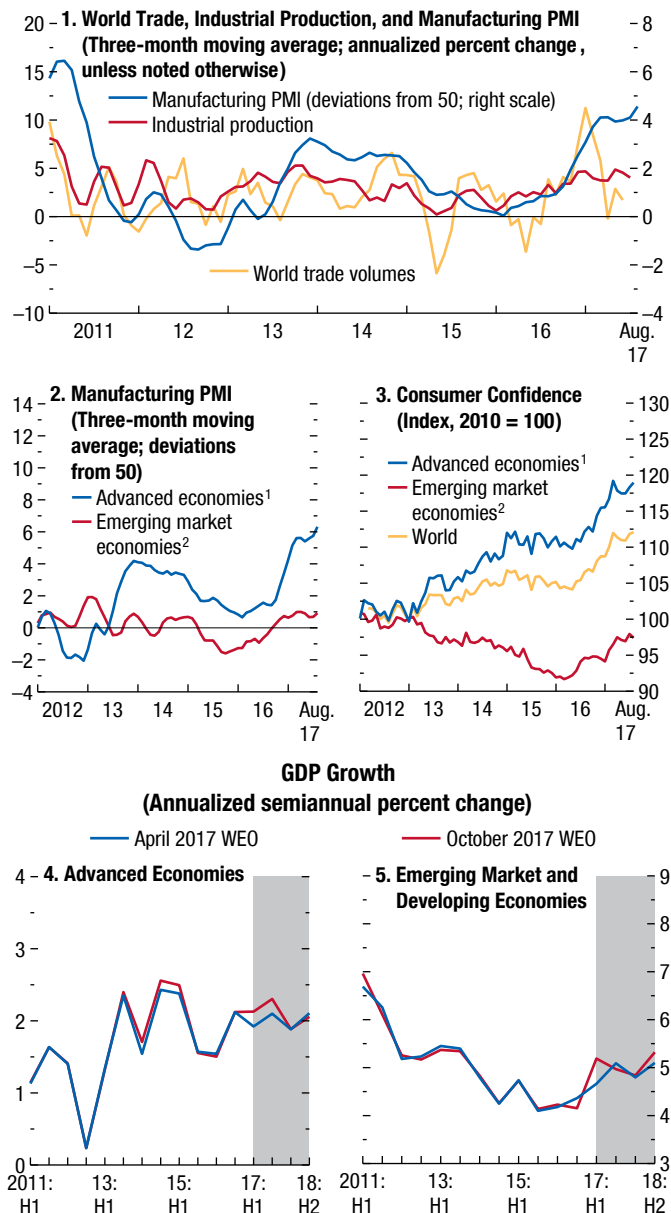 1. World Trade, Industrial Production, and Manufacturing PMI
(Three-month moving average; annualized percent change,
unless noted otherwise)
Manufacturing PMI (deviations from 50; right scale)
Industrial production
World trade volumes
20
15
10
5
0
–5
–10
8
6
4
2
0
–2
–4
2011
12
13
14
15
16
Aug.
17
2. Manufacturing PMI
(Three-month moving
average; deviations
from 50)
Advanced economies¹
Emerging market
economies²
14
12
10
8
6
4
2
0
–2
–4
2012
13
14
15
16
Aug.
17
3. Consumer Confidence
(Index, 2010 = 100)
Advanced economies¹
Emerging market
economies²
World
130
125
120
115
110
105
100
95
90
2012
13
14
15
16
Aug.
17
GDP Growth
(Annualized semiannual percent change)
April 2017 WEO
October 2017 WEO
4. Advanced Economies
4
3
2
1
0
2011:
H1
13:
H1
15:
H1
17:
H1
18:
H2
5. Emerging Market and
Developing Economies
9
8
7
6
5
4
3
2011:
H1
13:
H1
15:
H1
17:
H1
18:
H2